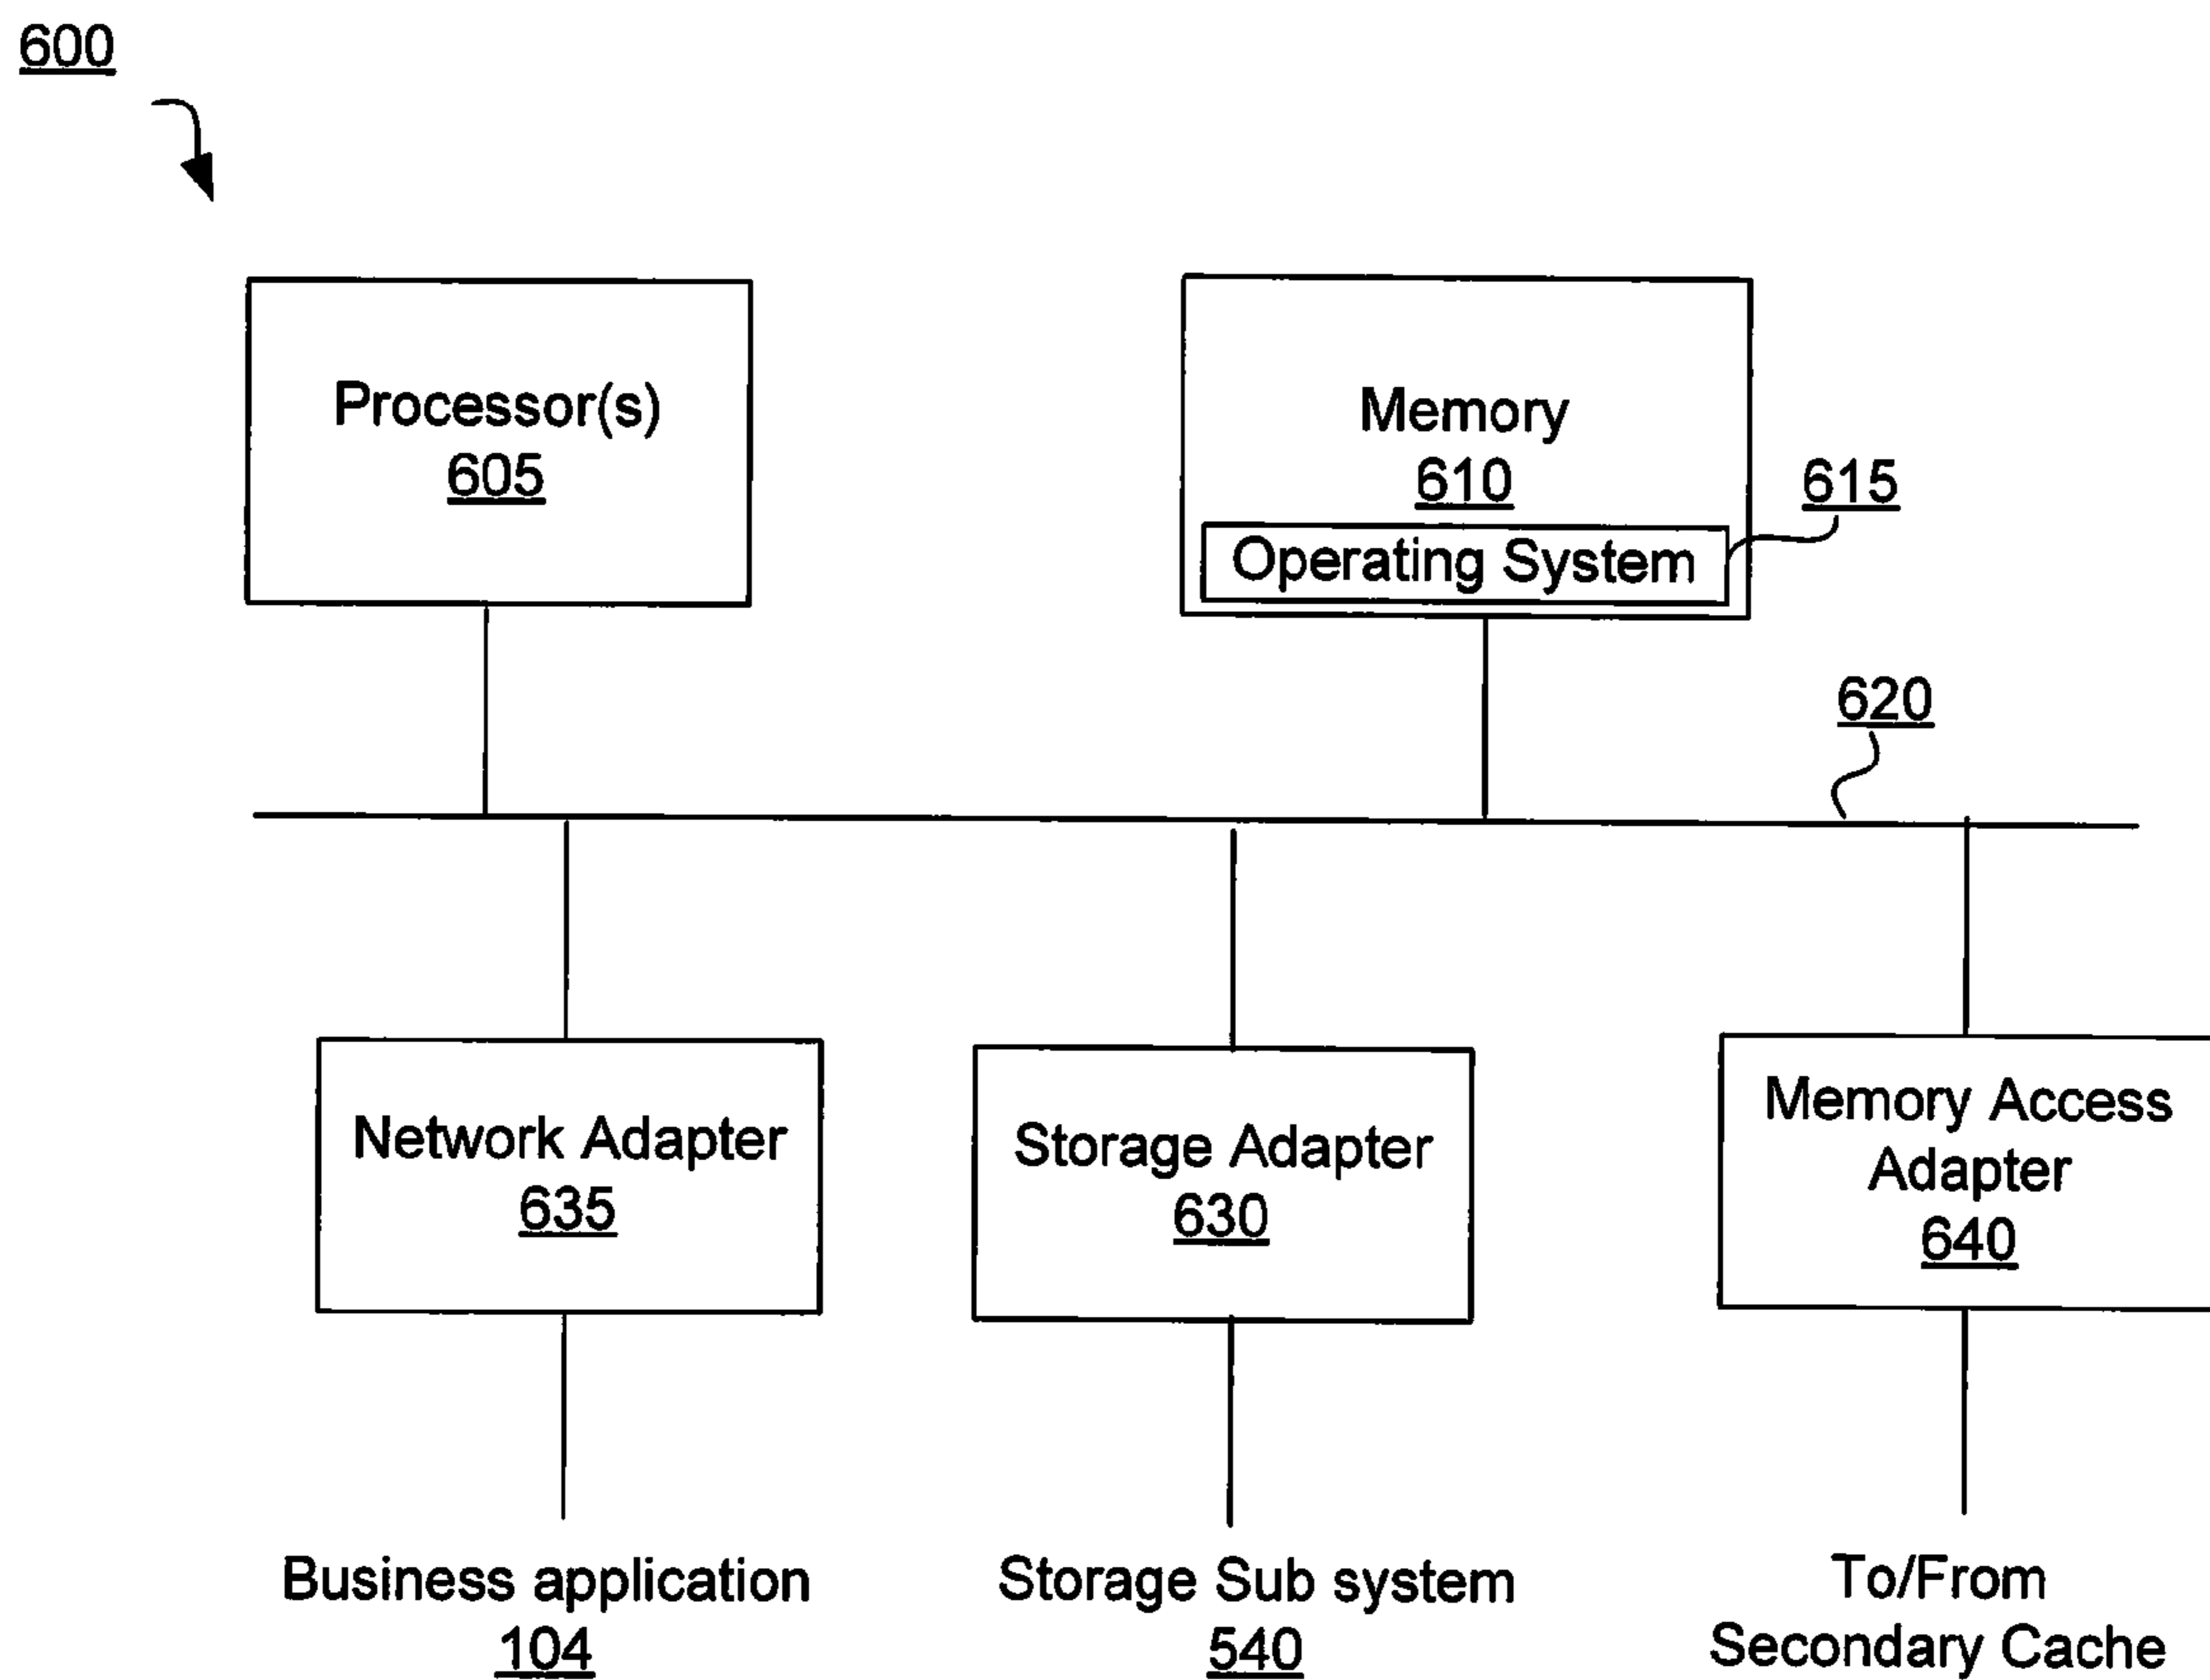 600
Processor(s)
605
Memory
610
Operating System
615
620
Network Adapter
635
Storage Adapter
630
Memory Access
Adapter
640
Business application
104
Storage Sub system
540
To/From
Secondary Cache